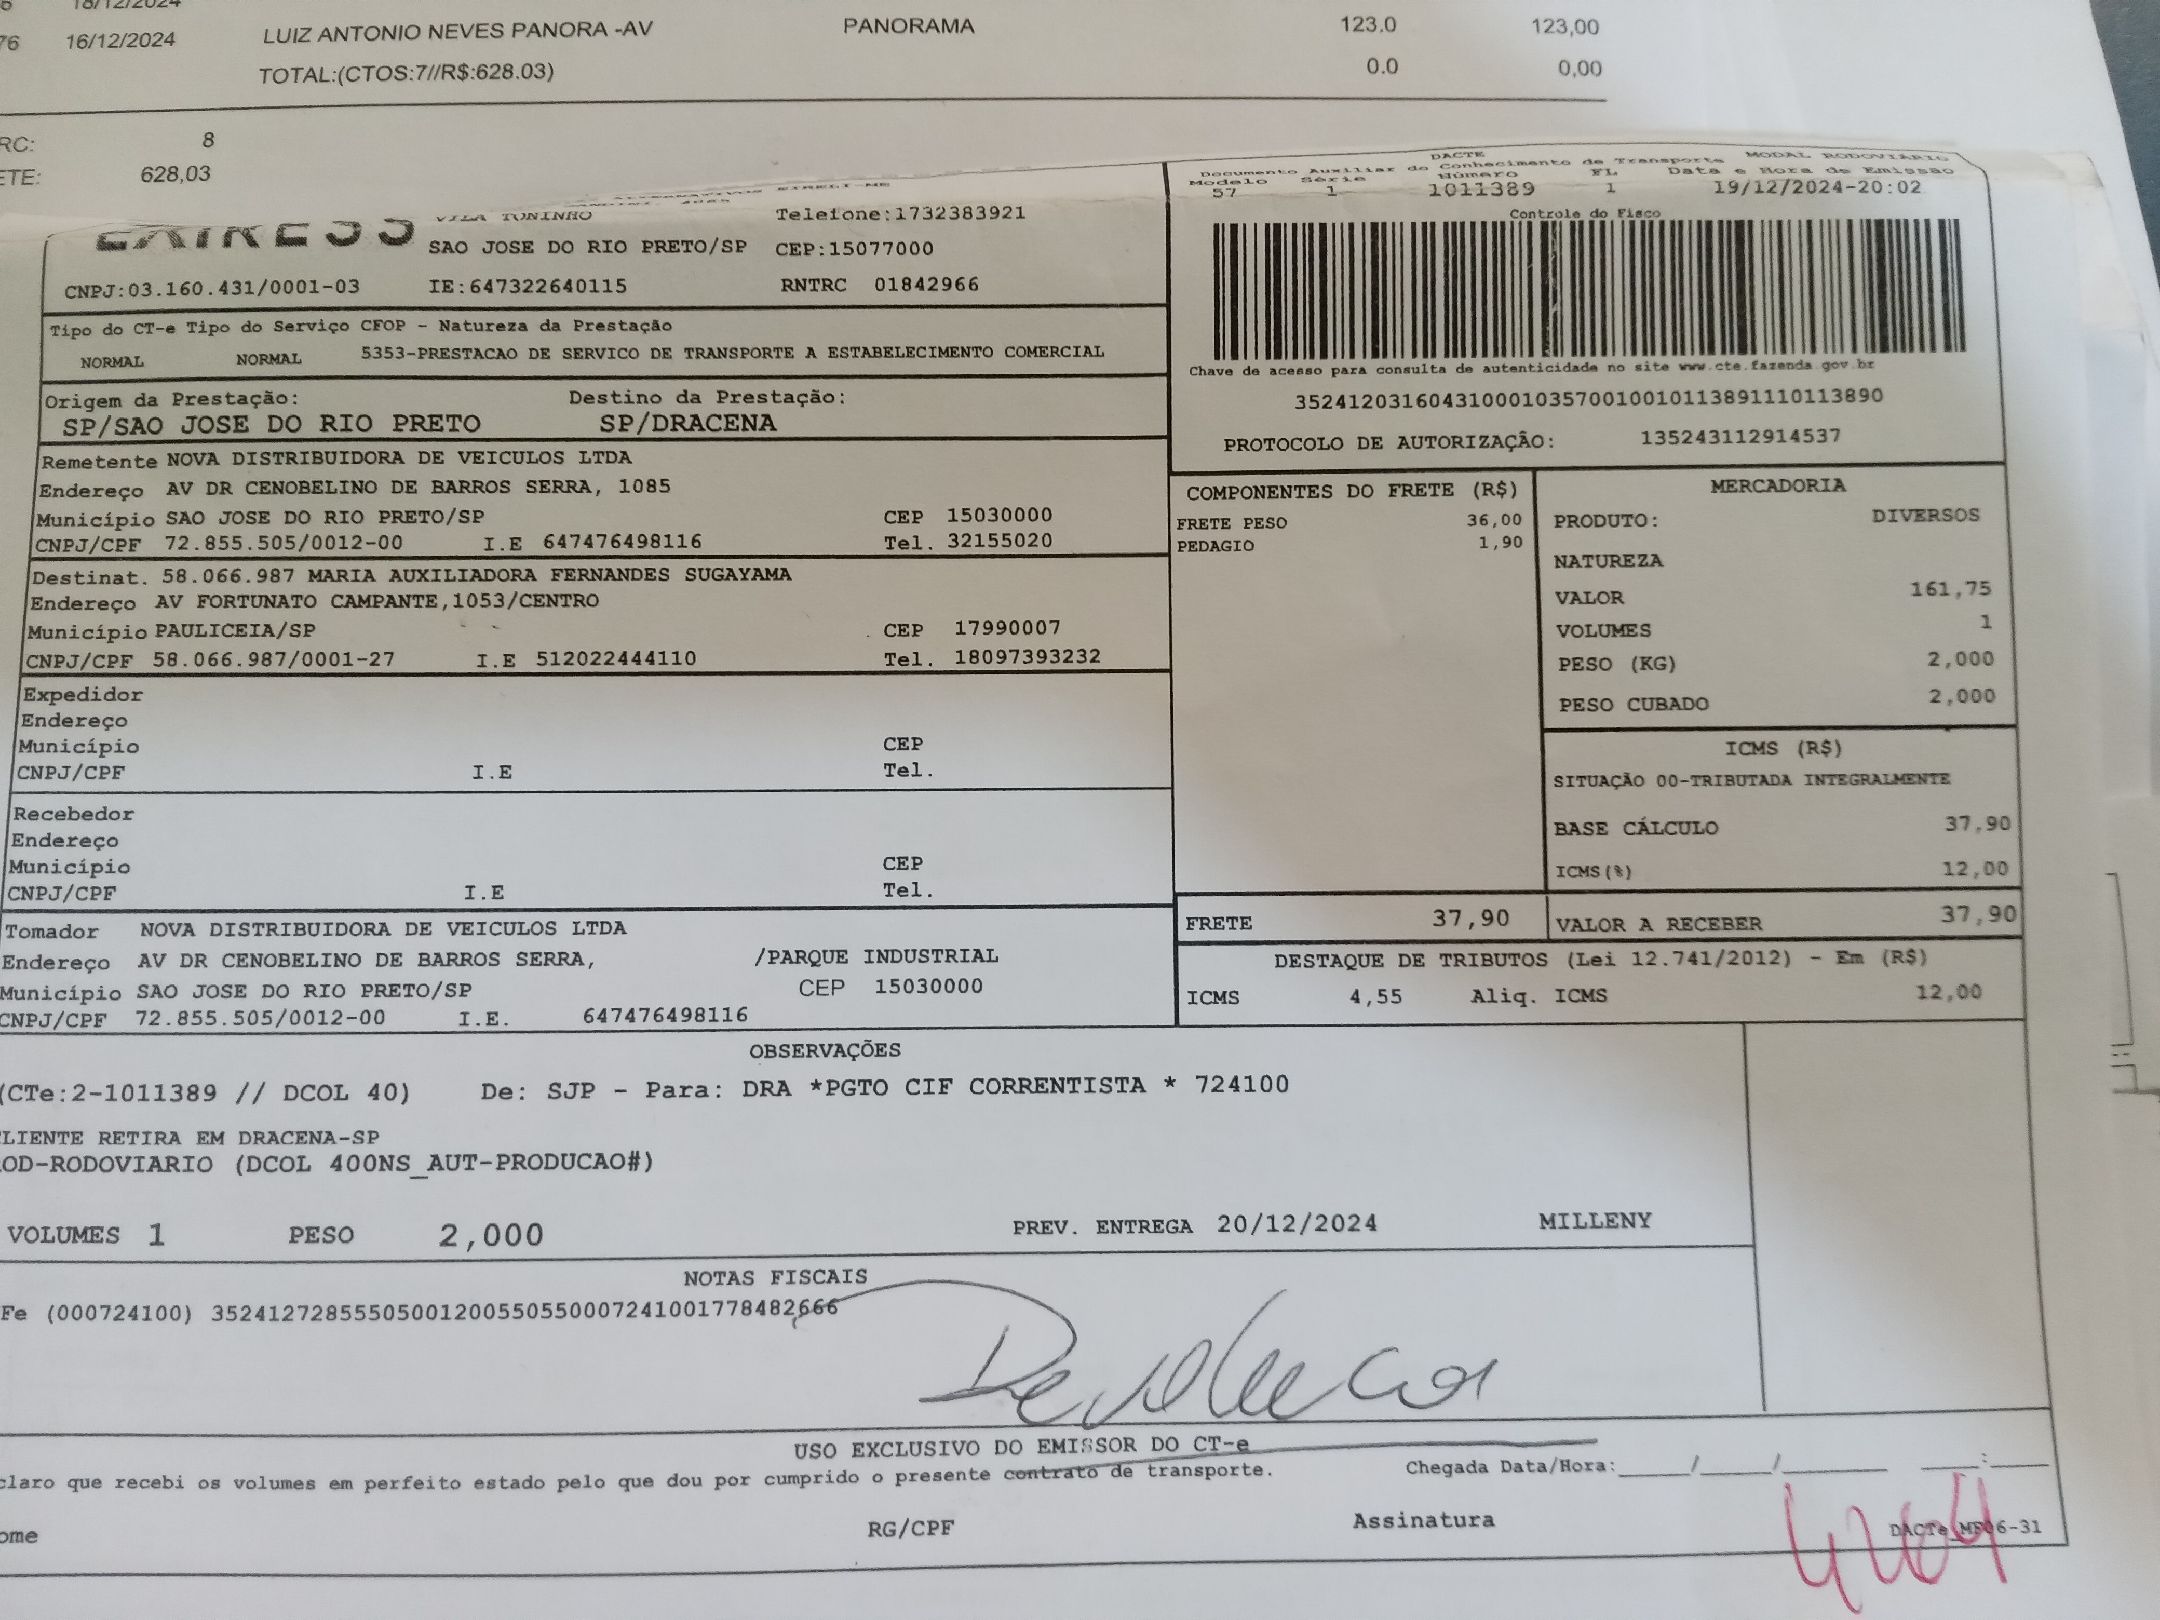 18/12/2024
76 16/12/2024 LUIZ ANTONIO NEVES PANORA -AV PANORAMA 123.0 123,00
TOTAL:(CTOS:7//R$:628.03) 0.0 0,00
RC: 8
ETE: 628,03
DACTE MODAL RODOVIÁRIO
Documento Auxiliar do Conhecimento de Transporte
Modelo Série Número FL Data e Hora de Emissão
57 1 1011389 1 19/12/2024-20:02
Controle do Fisco
VILA TONINHO Telefone:1732383921
SAO JOSE DO RIO PRETO/SP CEP:15077000
CNPJ:03.160.431/0001-03 IE:647322640115 RNTRC 01842966
Tipo do CT-e Tipo do Serviço CFOP - Natureza da Prestação
NORMAL NORMAL 5353-PRESTACAO DE SERVICO DE TRANSPORTE A ESTABELECIMENTO COMERCIAL
Chave de acesso para consulta de autenticidade no site www.cte.fazenda.gov.br
35241203160431000103570010010113891110113890
PROTOCOLO DE AUTORIZAÇÃO: 135243112914537
Origem da Prestação: Destino da Prestação:
SP/SAO JOSE DO RIO PRETO SP/DRACENA
Remetente NOVA DISTRIBUIDORA DE VEICULOS LTDA
Endereço AV DR CENOBELINO DE BARROS SERRA, 1085
Município SAO JOSE DO RIO PRETO/SP CEP 15030000
CNPJ/CPF 72.855.505/0012-00 I.E 647476498116 Tel. 32155020
Destinat. 58.066.987 MARIA AUXILIADORA FERNANDES SUGAYAMA
Endereço AV FORTUNATO CAMPANTE,1053/CENTRO
Município PAULICEIA/SP CEP 17990007
CNPJ/CPF 58.066.987/0001-27 I.E 512022444110 Tel. 18097393232
Expedidor
Endereço
Município CEP
CNPJ/CPF I.E Tel.
Recebedor
Endereço
Município CEP
CNPJ/CPF I.E Tel.
Tomador NOVA DISTRIBUIDORA DE VEICULOS LTDA
Endereço AV DR CENOBELINO DE BARROS SERRA, /PARQUE INDUSTRIAL
Município SAO JOSE DO RIO PRETO/SP CEP 15030000
CNPJ/CPF 72.855.505/0012-00 I.E. 647476498116
COMPONENTES DO FRETE (R$)
FRETE PESO 36,00
PEDAGIO 1,90
MERCADORIA
PRODUTO: DIVERSOS
NATUREZA
VALOR 161,75
VOLUMES 1
PESO (KG) 2,000
PESO CUBADO 2,000
ICMS (R$)
SITUAÇÃO 00-TRIBUTADA INTEGRALMENTE
BASE CÁLCULO 37,90
ICMS(%) 12,00
FRETE 37,90 VALOR A RECEBER 37,90
DESTAQUE DE TRIBUTOS (Lei 12.741/2012) - Em (R$)
ICMS 4,55 Aliq. ICMS 12,00
OBSERVAÇÕES
(CTe:2-1011389 // DCOL 40) De: SJP - Para: DRA *PGTO CIF CORRENTISTA * 724100
LIENTE RETIRA EM DRACENA-SP
OD-RODOVIARIO (DCOL 400NS_AUT-PRODUCAO#)
VOLUMES 1 PESO 2,000 PREV. ENTREGA 20/12/2024 MILLENY
NOTAS FISCAIS
Fe (000724100) 35241272855505001200550550007241001778482666
USO EXCLUSIVO DO EMISSOR DO CT-e
claro que recebi os volumes em perfeito estado pelo que dou por cumprido o presente contrato de transporte. Chegada Data/Hora:____/____/______ ___:___
ome RG/CPF Assinatura DACTe_MF06-31